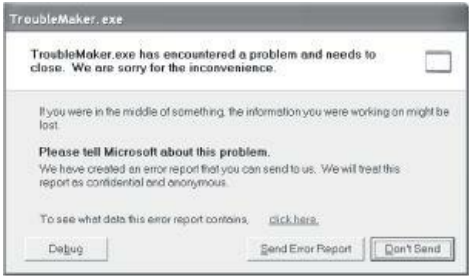 TroubleMaker.exe
TroubleMaker.exe has encountered a problem and needs to
close.  We are sorry for the inconvenience.
If you were in the middle of something, the information you were working on might be
lost.
Please tell Microsoft about this problem.
We have created an error report that you can send to us.  We will treat this
report as confidential and anonymous.
To see what data this error report contains, click here.
Debug
Send Error Report
Don't Send